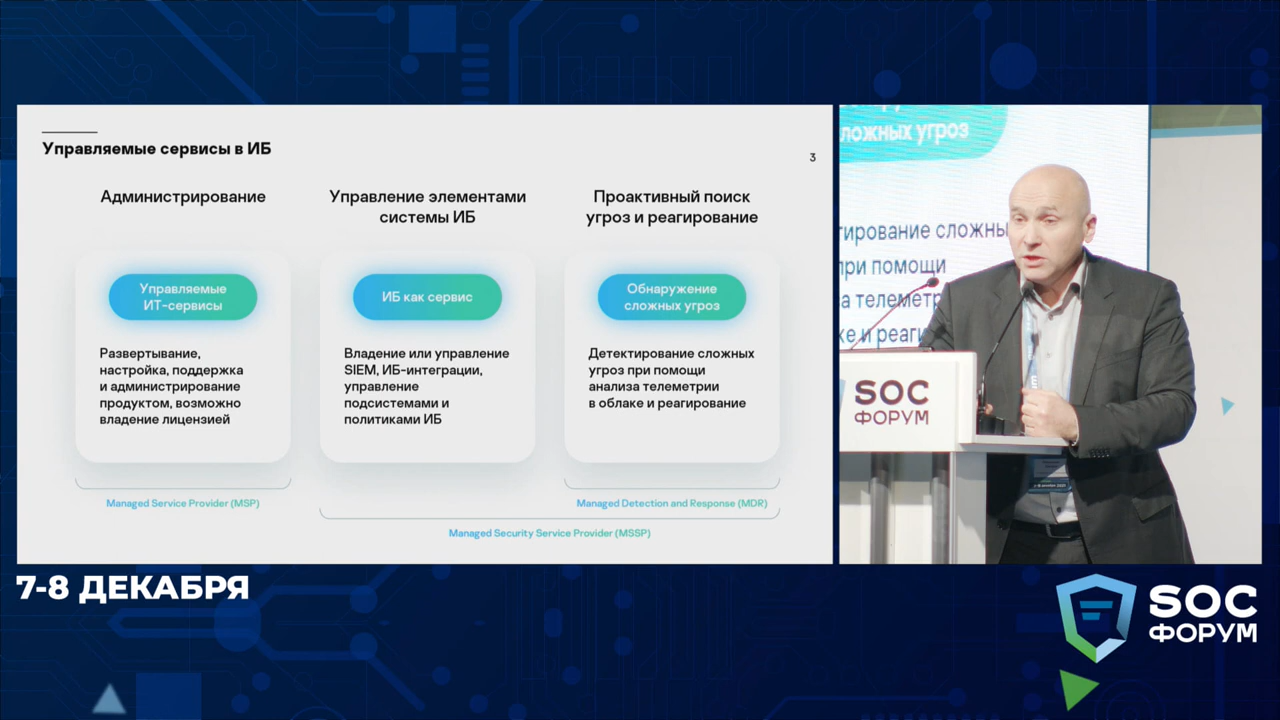 Управляемые сервисы в ИБ
3
Администрирование
Управление элементами
системы ИБ
Проактивный поиск
угроз и реагирование
Управляемые
ИТ-сервисы
ИБ как сервис
Обнаружение
сложных угроз
Развертывание,
настройка, поддержка
и администрирование
продуктом, возможно
владение лицензией
Владение или управление
SIEM, ИБ-интеграции,
управление
подсистемами и
политиками ИБ
Детектирование сложных
угроз при помощи
анализа телеметрии
в облаке и реагирование
Managed Service Provider (MSP)
Managed Detection and Response (MDR)
Managed Security Service Provider (MSSP)
ложных угроз
тирование сложны
при помощи
а телеметр
ке и реаги
SOC
ФОРУМ
7-8 ДЕКАБРЯ
SOC
ФОРУМ